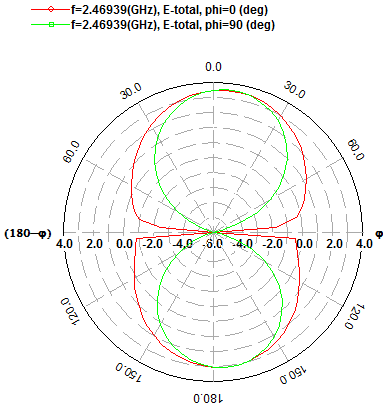 f=2.46939(GHz), E-total, phi=0 (deg)
f=2.46939(GHz), E-total, phi=90 (deg)
0.0
30.0 30.0
60.0 60.0
(180-φ) φ
4.0 2.0 0.0 -2.0 -4.0 -6.0 -4.0 -2.0 0.0 2.0 4.0
120.0 120.0
150.0 150.0
180.0